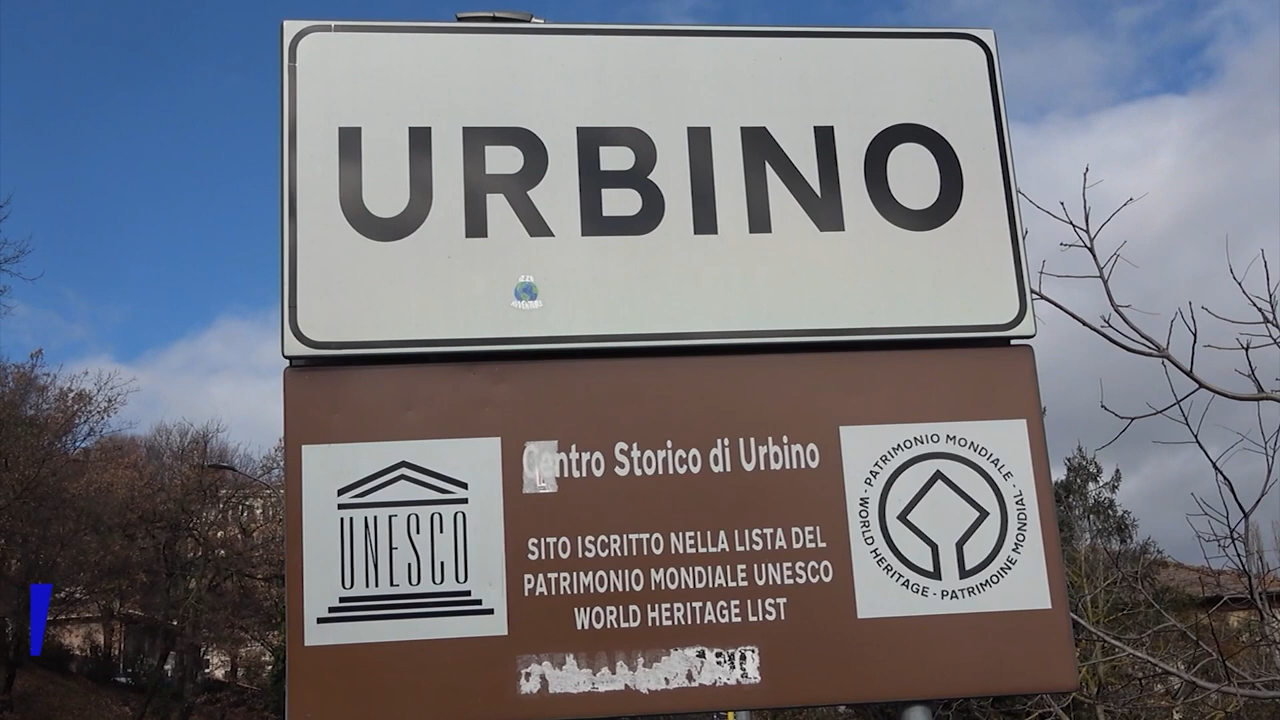 URBINO
Centro Storico di Urbino
UNESCO
SITO ISCRITTO NELLA LISTA DEL
PATRIMONIO MONDIALE UNESCO
WORLD HERITAGE LIST
PATRIMONIO MONDIALE - WORLD HERITAGE - PATRIMOINE MONDIAL -